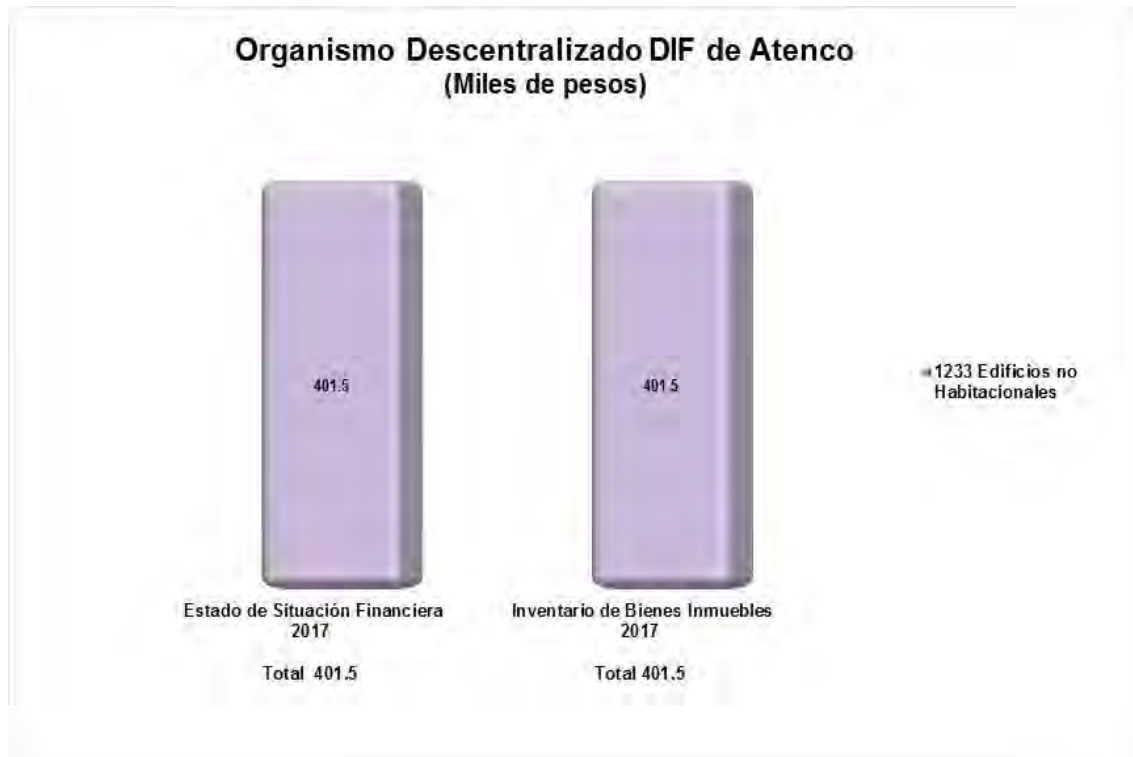 Organismo Descentralizado DIF de Atenco
(Miles de pesos)
401.5
401.5
1233 Edificios no
Habitacionales
Estado de Situación Financiera
2017
Total 401.5
Inventario de Bienes Inmuebles
2017
Total 401.5